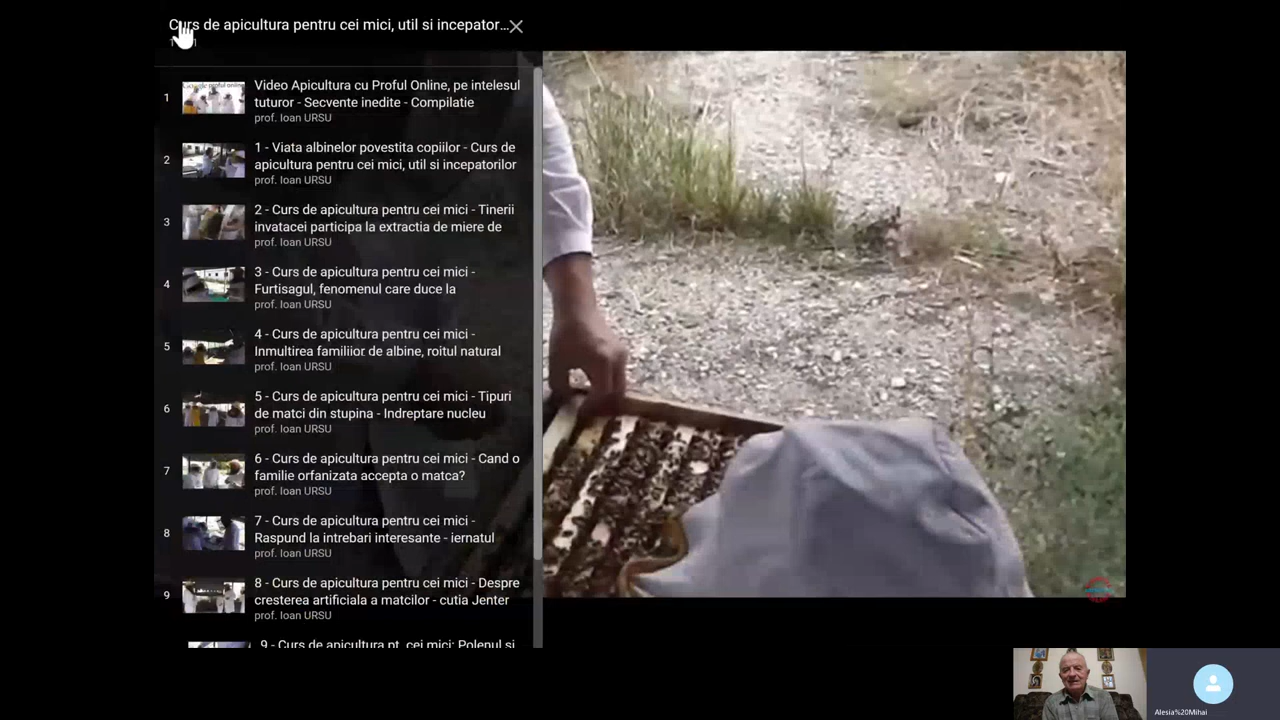 Curs de apicultura pentru cei mici, util si incepator...
1
Video Apicultura cu Proful Online, pe intelesul
tuturor - Secvente inedite - Compilatie
prof. Ioan URSU
2
1 - Viata albinelor povestita copiilor - Curs de
apicultura pentru cei mici, util si incepatorilor
prof. Ioan URSU
3
2 - Curs de apicultura pentru cei mici - Tinerii
invatacei participa la extractia de miere de
prof. Ioan URSU
4
3 - Curs de apicultura pentru cei mici -
Furtisagul, fenomenul care duce la
prof. Ioan URSU
5
4 - Curs de apicultura pentru cei mici -
Inmultirea familiior de albine, roitul natural
prof. Ioan URSU
6
5 - Curs de apicultura pentru cei mici - Tipuri
de matci din stupina - Indreptare nucleu
prof. Ioan URSU
7
6 - Curs de apicultura pentru cei mici - Cand o
familie orfanizata accepta o matca?
prof. Ioan URSU
8
7 - Curs de apicultura pentru cei mici -
Raspund la intrebari interesante - iernatul
prof. Ioan URSU
9
8 - Curs de apicultura pentru cei mici - Despre
cresterea artificiala a matcilor - cutia Jenter
prof. Ioan URSU
9 - Curs de apicultura pt. cei mici: Polenul si
Alesia%20Mihai